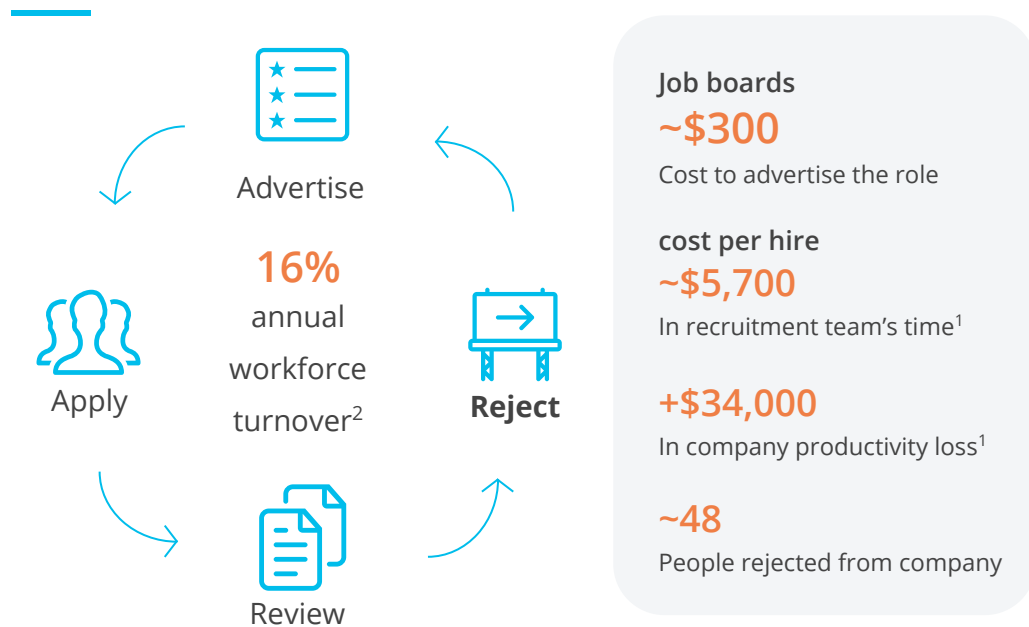 Advertise
16%
annual
workforce
turnover²
Apply
Reject
Review
Job boards
~$300
Cost to advertise the role
cost per hire
~$5,700
In recruitment team’s time¹
+$34,000
In company productivity loss¹
~48
People rejected from company